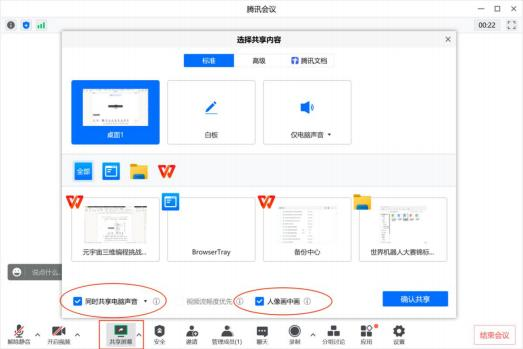 腾讯会议
00:22
选择共享内容
标准
高级
腾讯文档
桌面1
白板
仅电脑声音
全部
元宇宙三维编程挑战...
BrowserTray
备份中心
世界机器人大赛锦标...
说点什么...
同时共享电脑声音
视频流畅度优先
人像画中画
确认共享
解除静音
开启视频
共享屏幕
安全
邀请
管理成员(1)
聊天
录制
分组讨论
应用
设置
结束会议